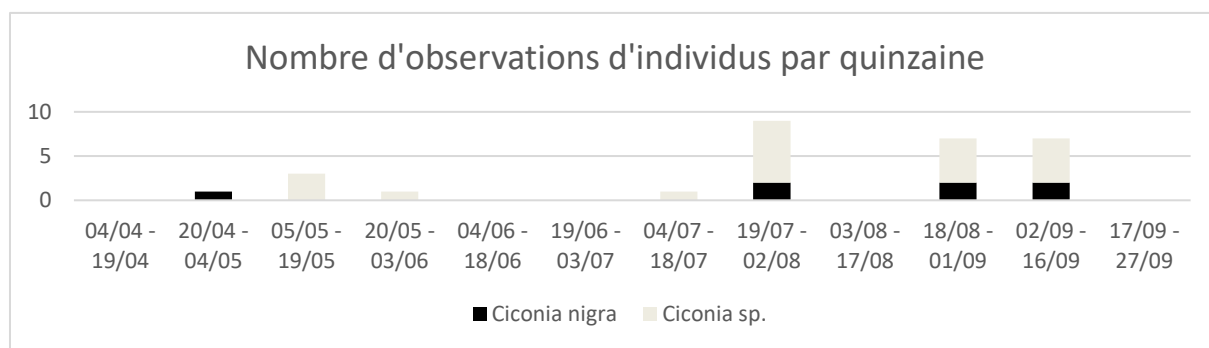 Nombre d'observations d'individus par quinzaine
10
5
0
04/04 - 20/04 - 05/05 - 20/05 - 04/06 - 19/06 - 04/07 - 19/07 - 03/08 - 18/08 - 02/09 - 17/09 -
19/04 04/05 19/05 03/06 18/06 03/07 18/07 02/08 17/08 01/09 16/09 27/09
Ciconia nigra Ciconia sp.